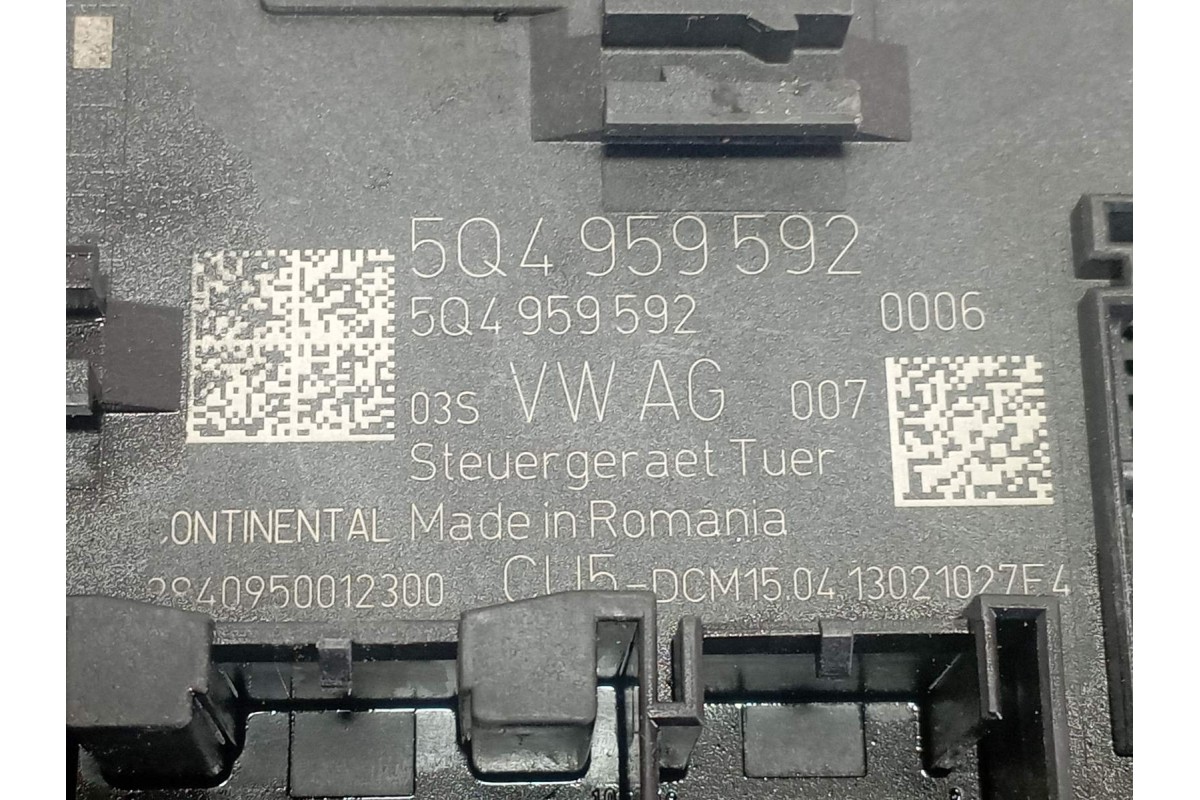 5Q4 959 592
5Q4 959 592 0006
03S VW AG 007
Steuergeraet Tuer
CONTINENTAL Made in Romania
2840950012300 CU5-DCM15.04 13021027E4